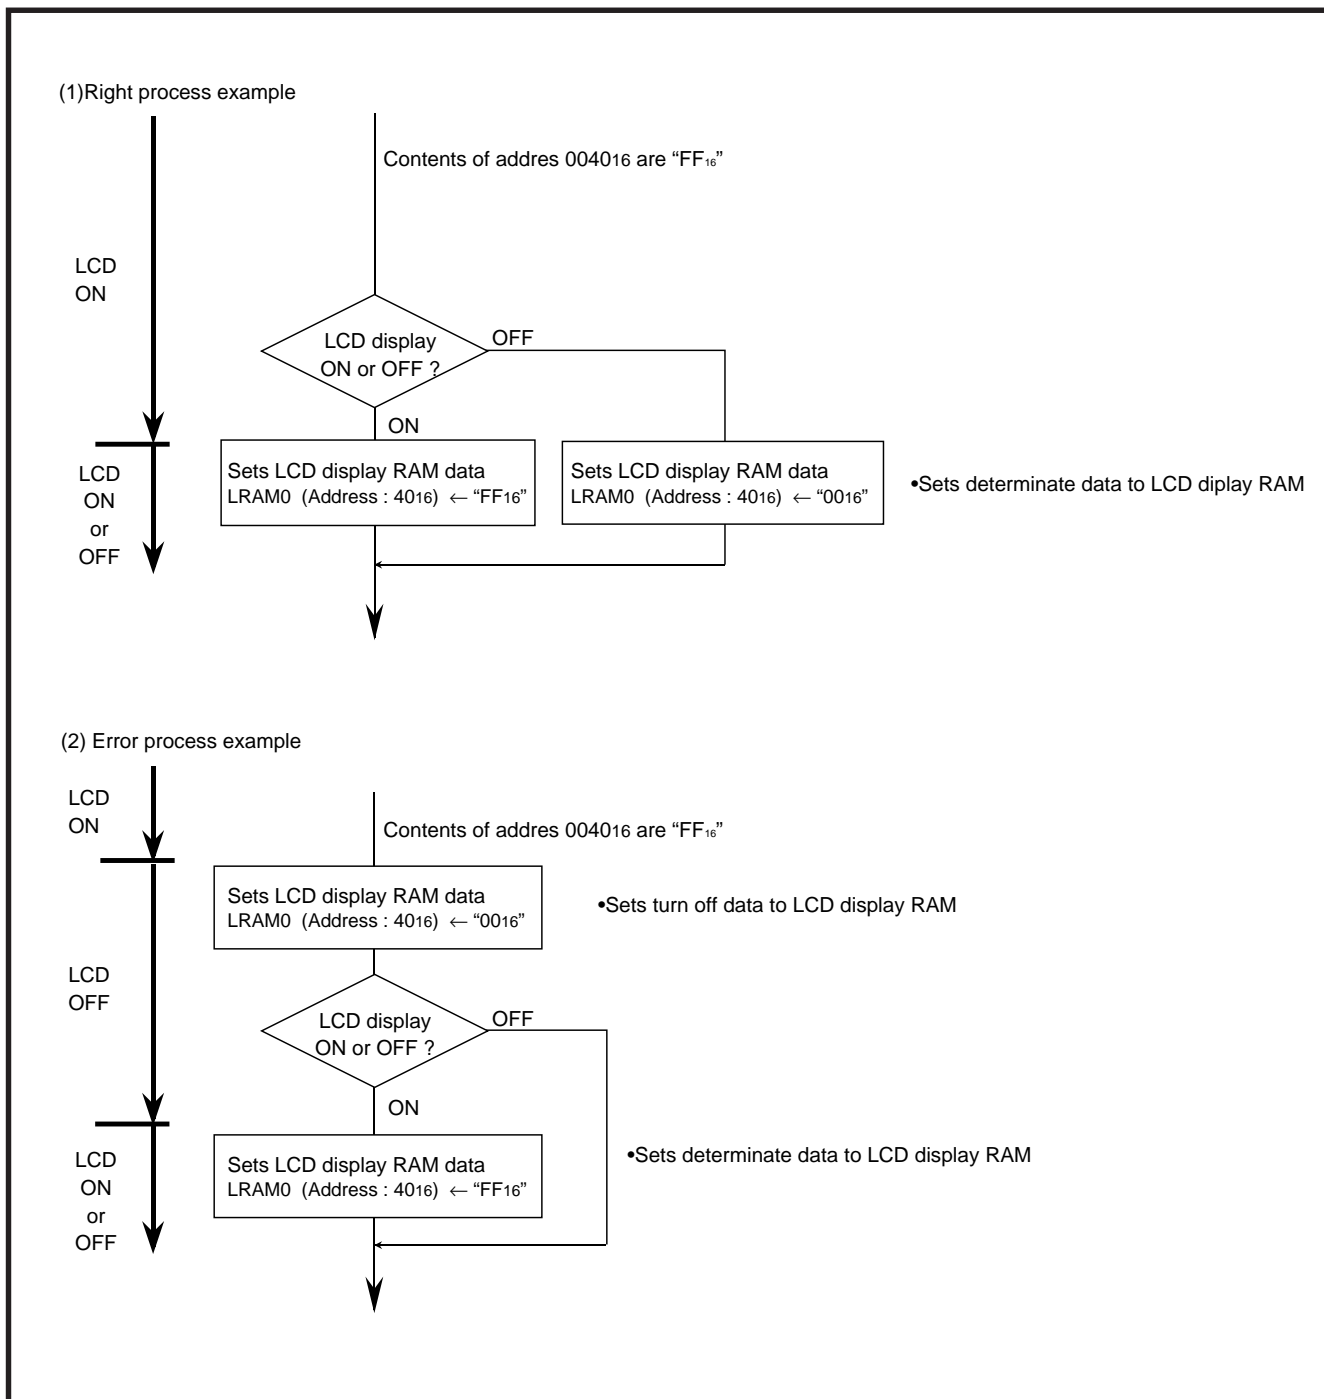 (1)Right process example
Contents of addres 004016 are “FF16”
LCD
ON
LCD display
ON or OFF ?
OFF
ON
LCD
ON
or
OFF
Sets LCD display RAM data
LRAM0 (Address : 4016) ← “FF16”
Sets LCD display RAM data
LRAM0 (Address : 4016) ← “0016”
•Sets determinate data to LCD diplay RAM
(2) Error process example
LCD
ON
Contents of addres 004016 are “FF16”
Sets LCD display RAM data
LRAM0 (Address : 4016) ← “0016”
•Sets turn off data to LCD display RAM
LCD
OFF
LCD display
ON or OFF ?
OFF
ON
LCD
ON
or
OFF
Sets LCD display RAM data
LRAM0 (Address : 4016) ← “FF16”
•Sets determinate data to LCD display RAM